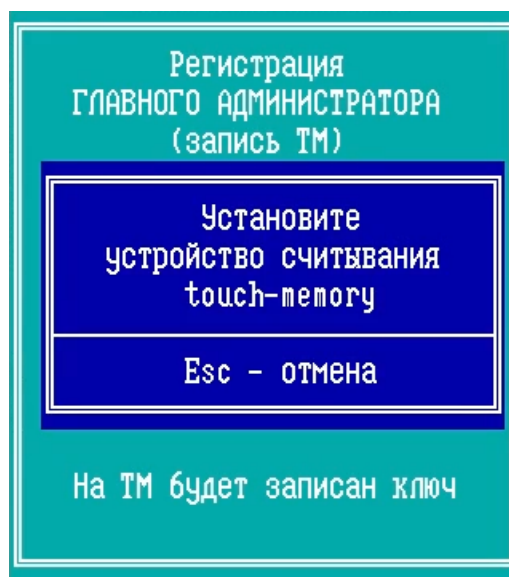 Регистрация
ГЛАВНОГО АДМИНИСТРАТОРА
(запись ТМ)
Установите
устройство считывания
touch-memory
Esc - отмена
На ТМ будет записан ключ